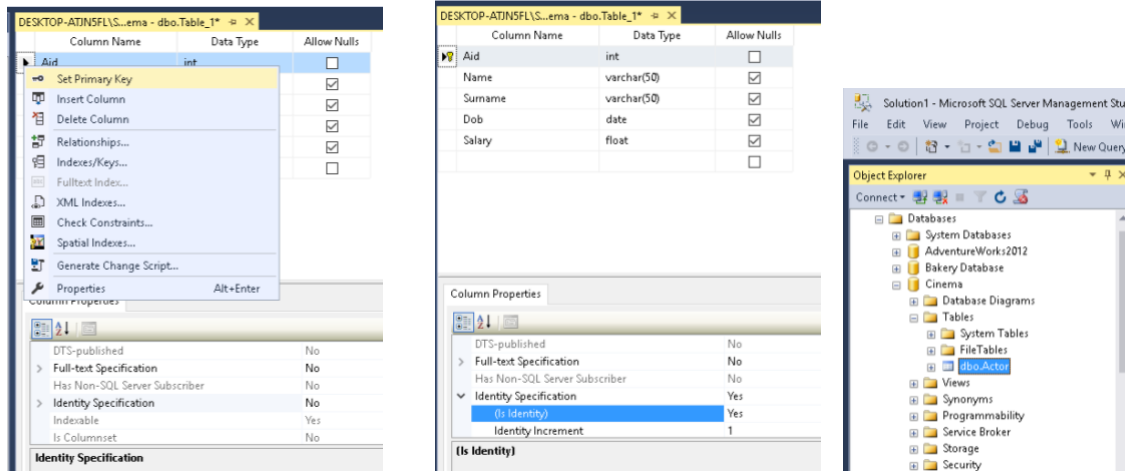 DESKTOP-ATJN5FL\S...ema - dbo.Table_1*
Column Name Data Type Allow Nulls
Aid int
Set Primary Key
Insert Column
Delete Column
Relationships...
Indexes/Keys...
Fulltext Index...
XML Indexes...
Check Constraints...
Spatial Indexes...
Generate Change Script...
Properties Alt+Enter
Column Properties
DTS-published No
Full-text Specification No
Has Non-SQL Server Subscriber No
Identity Specification No
Indexable Yes
Is Columnset No
Identity Specification
DESKTOP-ATJN5FL\S...ema - dbo.Table_1*
Column Name Data Type Allow Nulls
Aid int
Name varchar(50)
Surname varchar(50)
Dob date
Salary float
Column Properties
DTS-published No
Full-text Specification No
Has Non-SQL Server Subscriber No
Identity Specification Yes
(Is Identity) Yes
Identity Increment 1
(Is Identity)
Solution1 - Microsoft SQL Server Management Stu
File Edit View Project Debug Tools Wi
New Query
Object Explorer
Connect
Databases
System Databases
AdventureWorks2012
Bakery Database
Cinema
Database Diagrams
Tables
System Tables
FileTables
dbo.Actor
Views
Synonyms
Programmability
Service Broker
Storage
Security